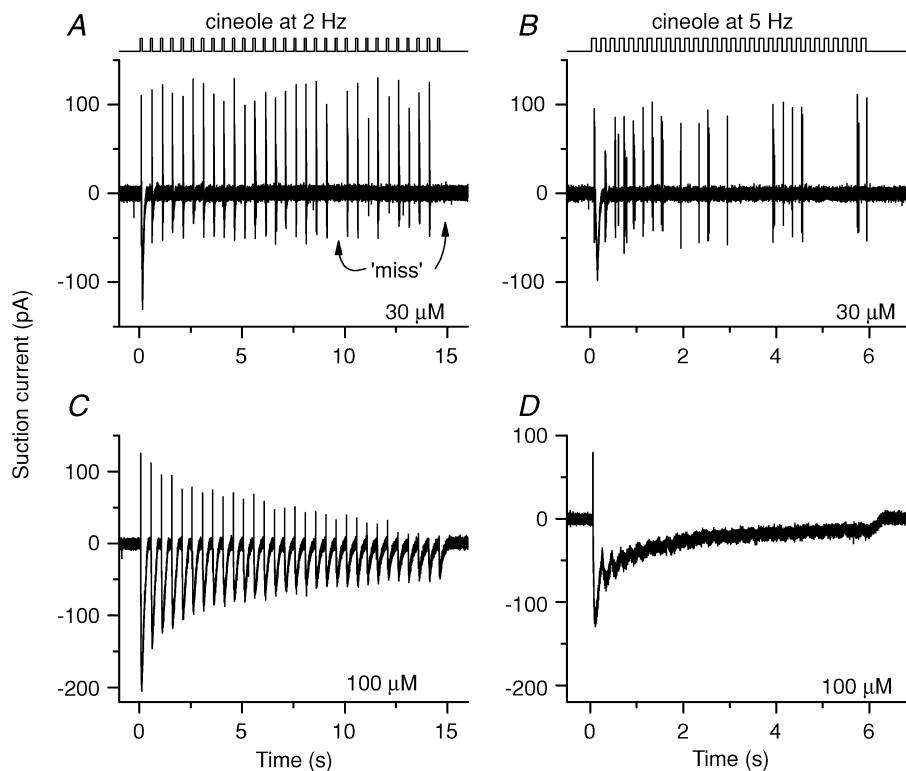 A
cineole at 2 Hz
B
cineole at 5 Hz
100
0
-100
'miss'
30 µM
0
5
10
15
100
0
-100
30 µM
0
2
4
6
Suction current (pA)
C
100
0
-100
-200
100 µM
0
5
10
15
Time (s)
D
100
0
-100
-200
100 µM
0
2
4
6
Time (s)